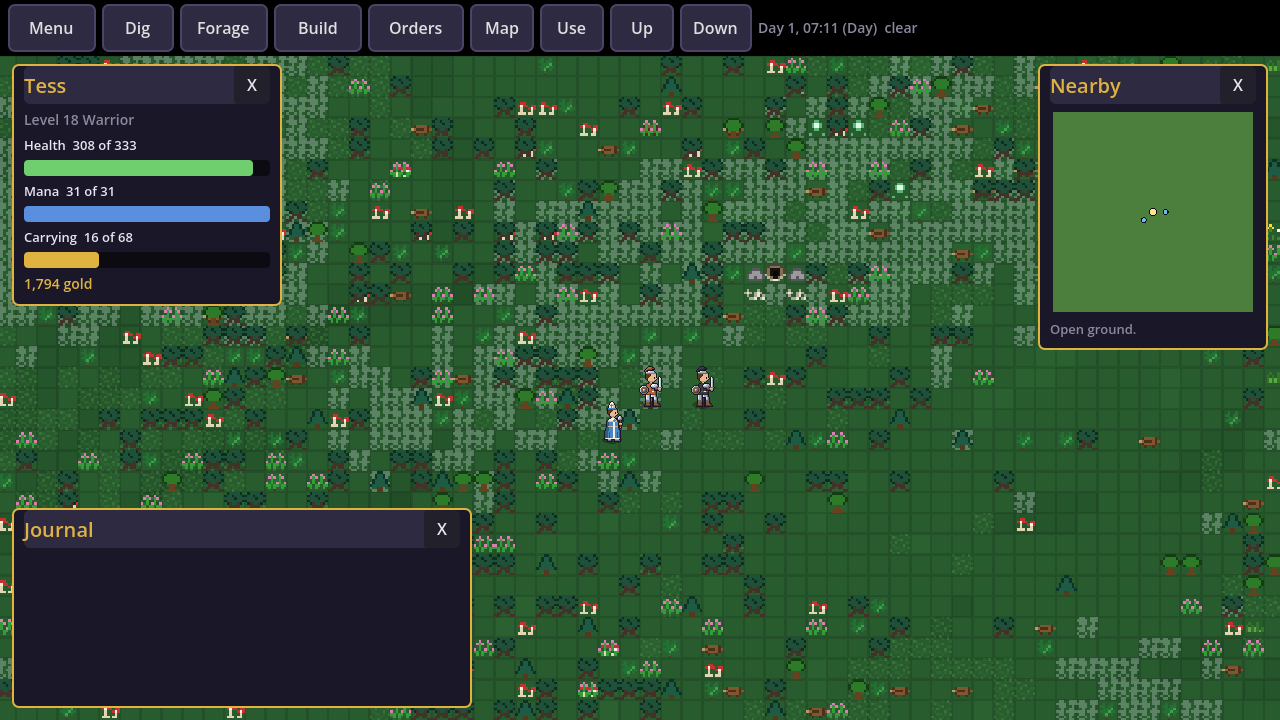 Menu Dig Forage Build Orders Map Use Up Down Day 1, 07:11 (Day) clear
Tess X
Level 18 Warrior
Health 308 of 333
Mana 31 of 31
Carrying 16 of 68
1,794 gold
Nearby X
Open ground.
Journal X